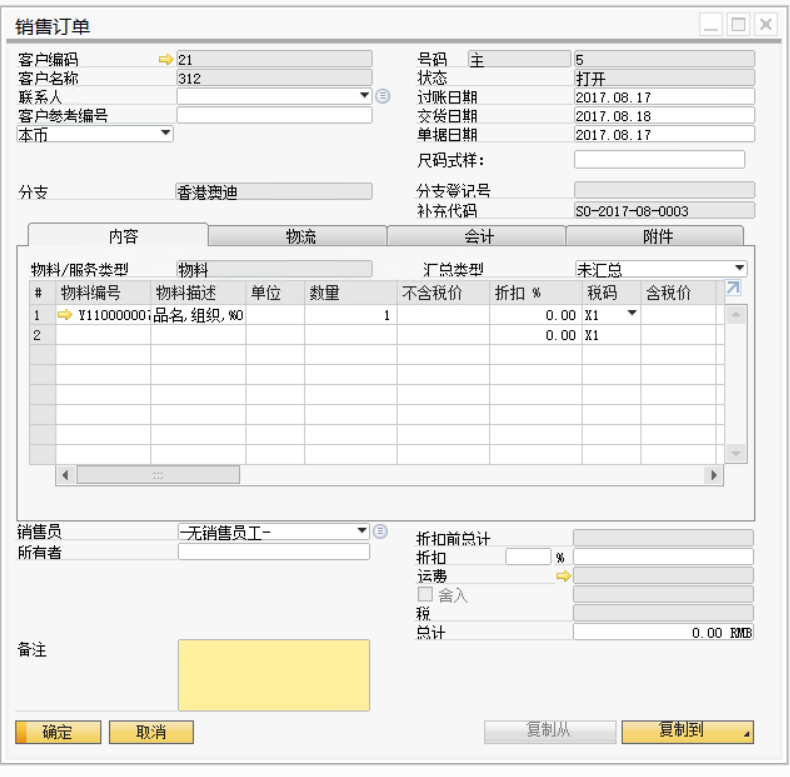 销售订单
客户编码 21 号码 主 5
客户名称 312 状态 打开
联系人 过账日期 2017.08.17
客户参考编号 交货日期 2017.08.18
本币 单据日期 2017.08.17
尺码式样:
分支 香港奥迪 分支登记号
补充代码 SO-2017-08-0003
内容 物流 会计 附件
物料/服务类型 物料 汇总类型 未汇总
# 物料编号 物料描述 单位 数量 不含税价 折扣 % 税码 含税价
1 Y11000000 品名,组织,%0 1 0.00 X1
2 0.00 X1
销售员 -无销售员工- 折扣前总计
所有者 折扣 %
运费
舍入
税
总计 0.00 RMB
备注
确定 取消 复制从 复制到